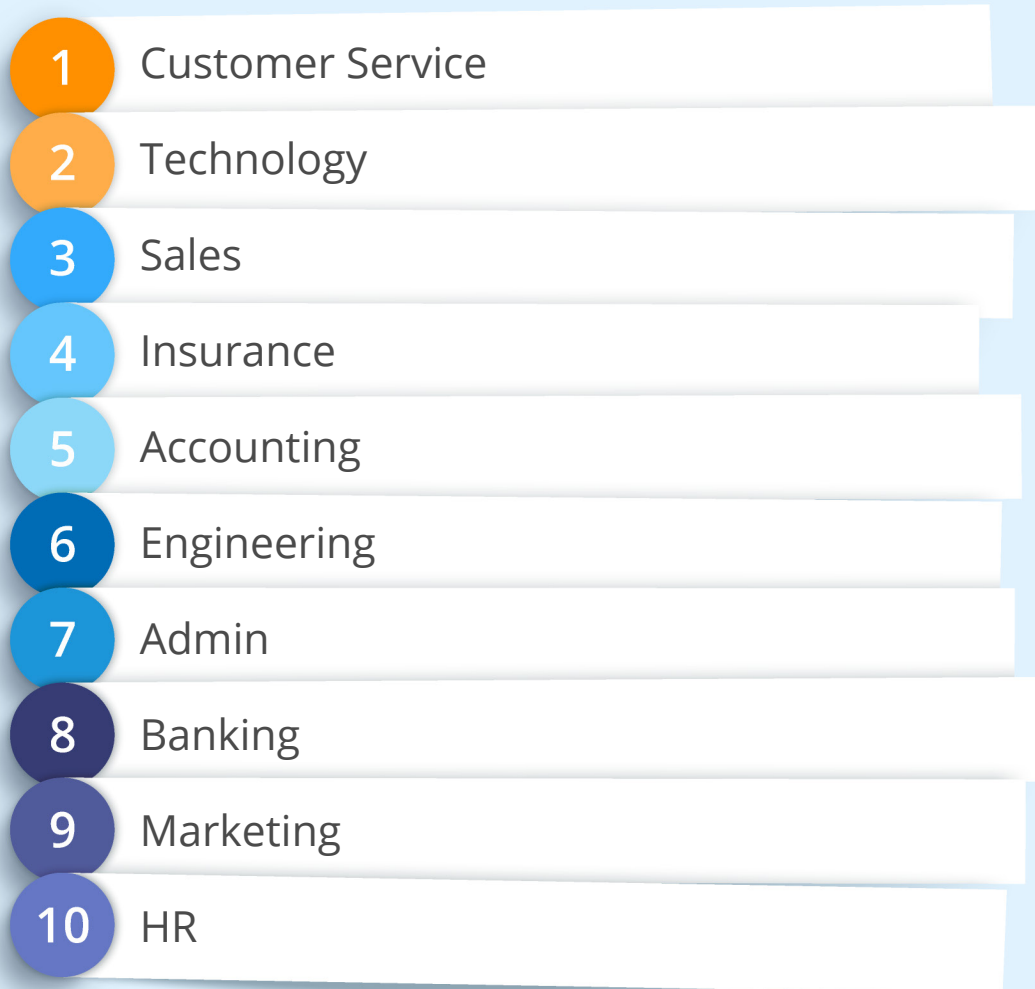 1 Customer Service
2 Technology
3 Sales
4 Insurance
5 Accounting
6 Engineering
7 Admin
8 Banking
9 Marketing
10 HR